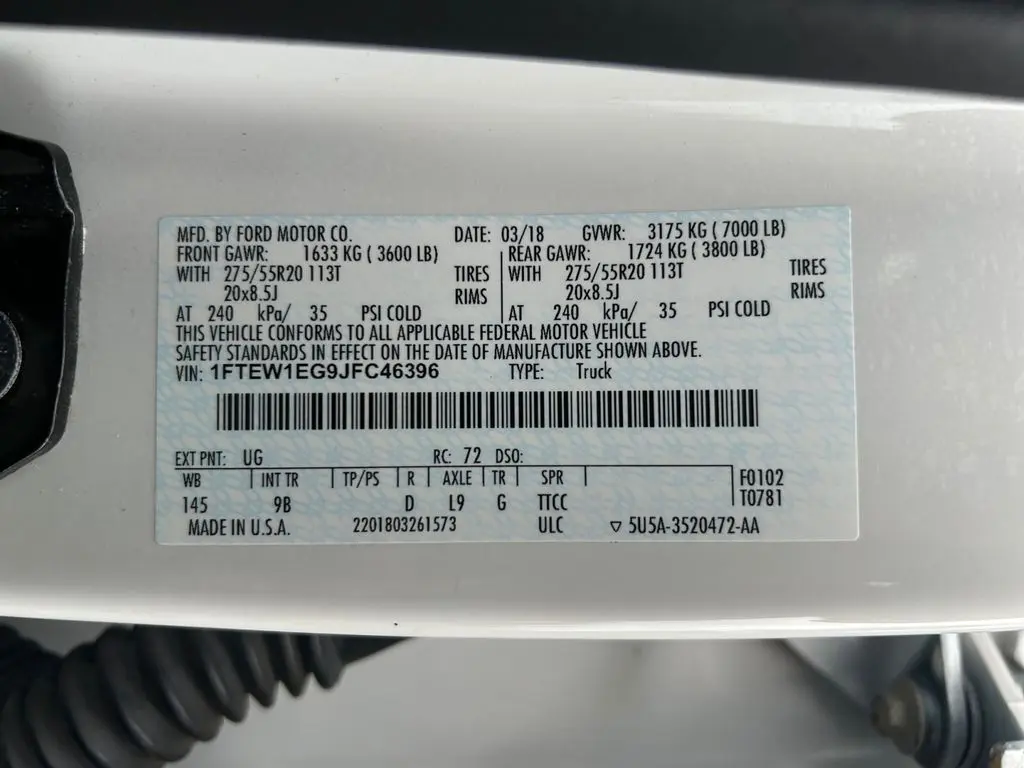 MFD. BY FORD MOTOR CO. DATE: 03/18 GVWR: 3175 KG ( 7000 LB)
FRONT GAWR: 1633 KG ( 3600 LB) REAR GAWR: 1724 KG ( 3800 LB)
WITH 275/55R20 113T TIRES WITH 275/55R20 113T TIRES
20x8.5J RIMS 20x8.5J RIMS
AT 240 kPa/ 35 PSI COLD AT 240 kPa/ 35 PSI COLD
THIS VEHICLE CONFORMS TO ALL APPLICABLE FEDERAL MOTOR VEHICLE
SAFETY STANDARDS IN EFFECT ON THE DATE OF MANUFACTURE SHOWN ABOVE.
VIN: 1FTEW1EG9JFC46396 TYPE: Truck
EXT PNT: UG RC: 72 DSO:
WB INT TR TP/PS R AXLE TR SPR F0102
145 9B D L9 G TTCC T0781
MADE IN U.S.A. 2201803261573 ULC ▽ 5U5A-3520472-AA